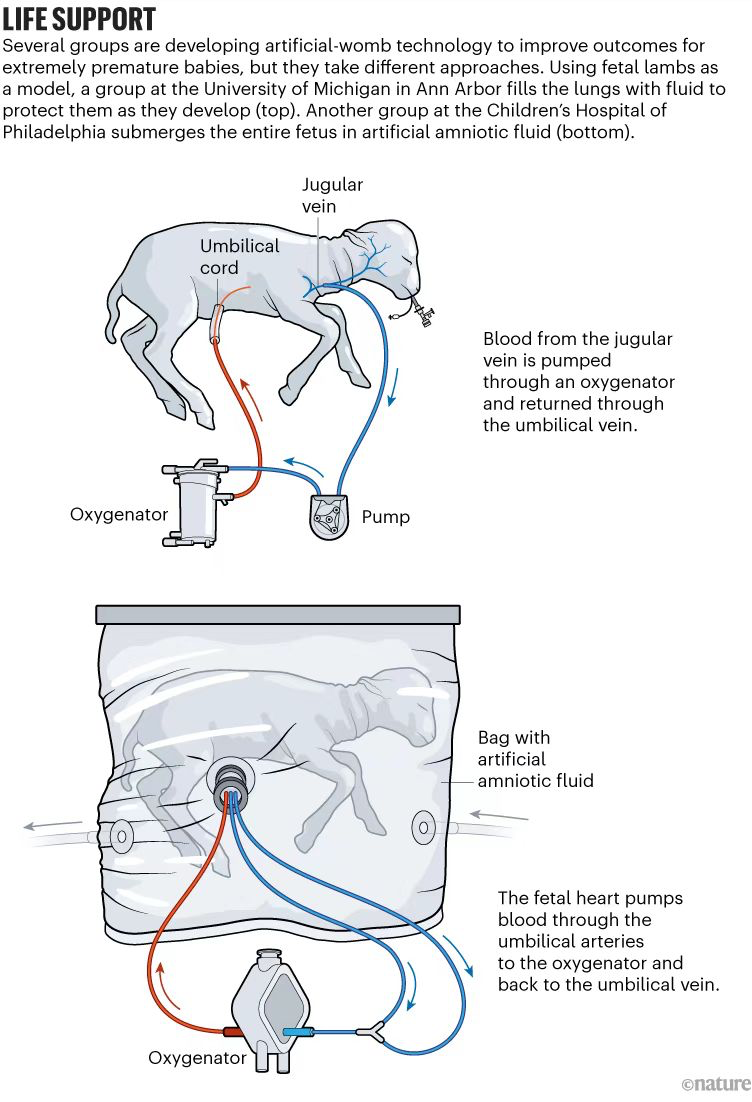 LIFE SUPPORT
Several groups are developing artificial-womb technology to improve outcomes for
extremely premature babies, but they take different approaches. Using fetal lambs as
a model, a group at the University of Michigan in Ann Arbor fills the lungs with fluid to
protect them as they develop (top). Another group at the Children’s Hospital of
Philadelphia submerges the entire fetus in artificial amniotic fluid (bottom).
Jugular
vein
Umbilical
cord
Blood from the jugular
vein is pumped
through an oxygenator
and returned through
the umbilical vein.
Oxygenator
Pump
Bag with
artificial
amniotic fluid
The fetal heart pumps
blood through the
umbilical arteries
to the oxygenator and
back to the umbilical vein.
Oxygenator
©nature